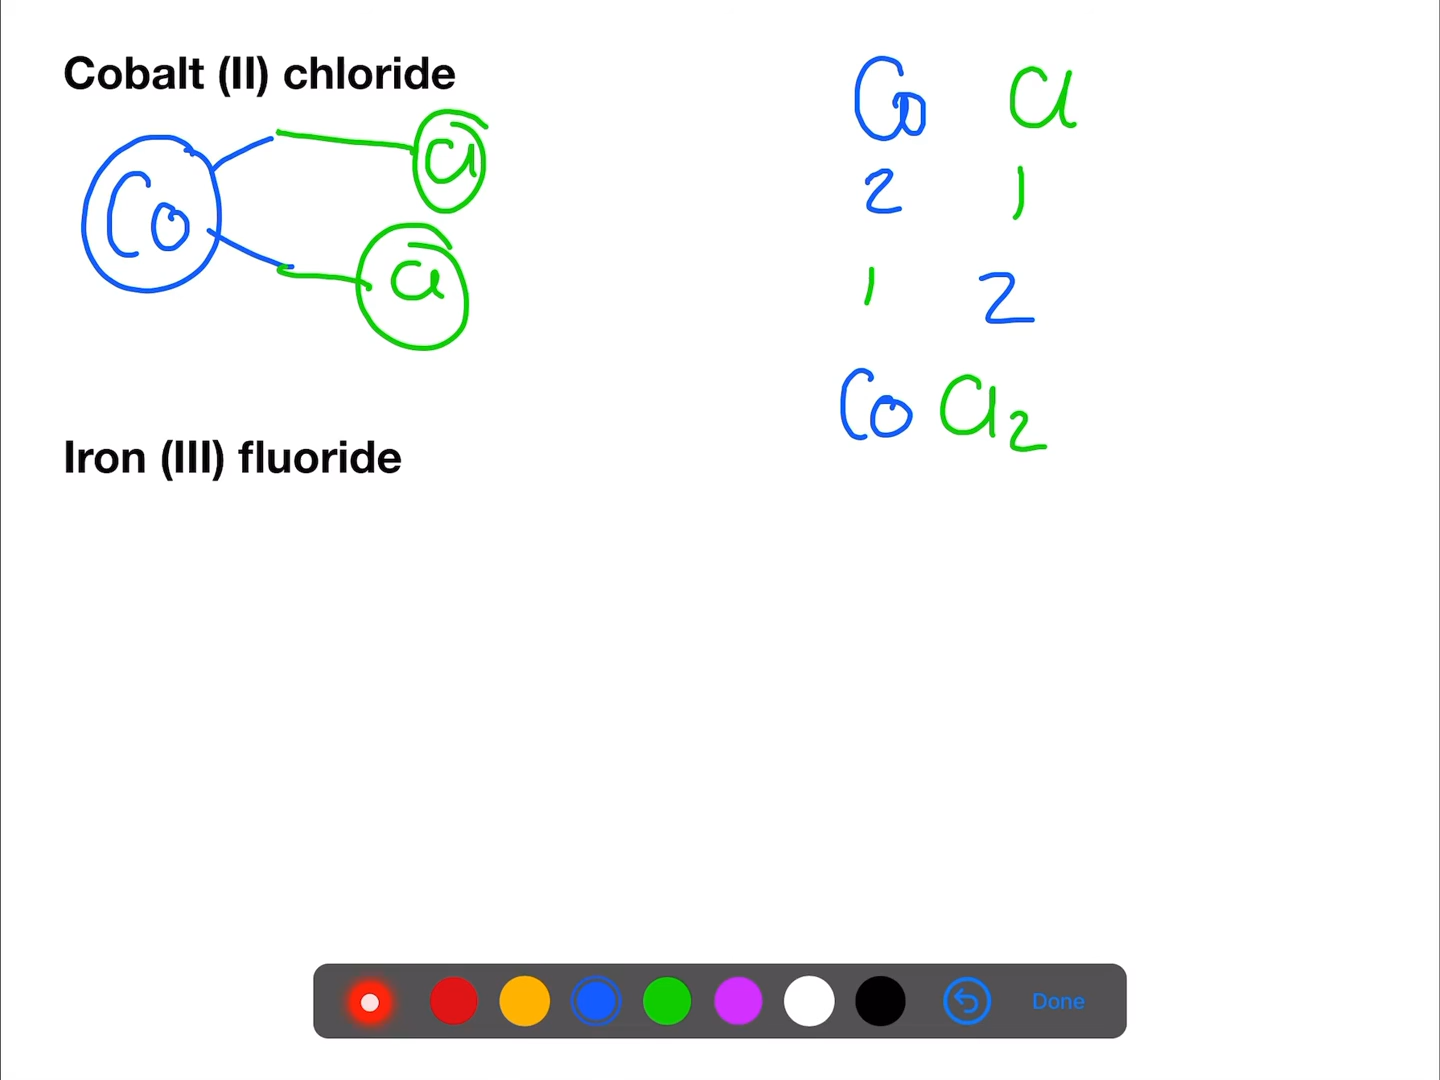 Cobalt (II) chloride
Co Cl
Cl
Iron (III) fluoride
Co Cl
2 1
1 2
CoCl2
Done